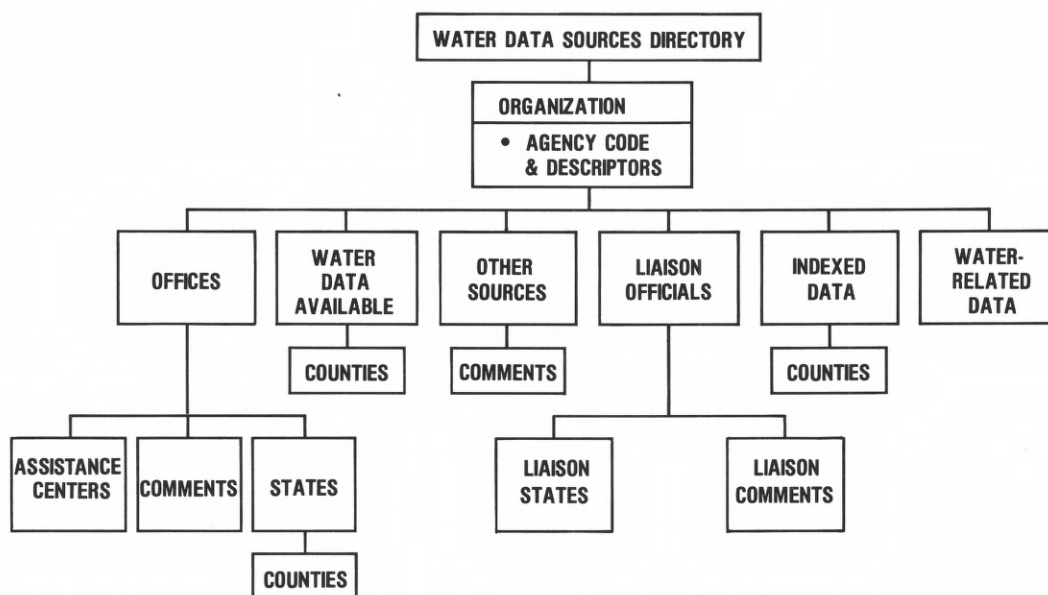 WATER DATA SOURCES DIRECTORY
ORGANIZATION
• AGENCY CODE
& DESCRIPTORS
OFFICES
WATER
DATA
AVAILABLE
OTHER
SOURCES
LIAISON
OFFICIALS
INDEXED
DATA
WATER-
RELATED
DATA
COUNTIES
COMMENTS
COUNTIES
ASSISTANCE
CENTERS
COMMENTS
STATES
LIAISON
STATES
LIAISON
COMMENTS
COUNTIES